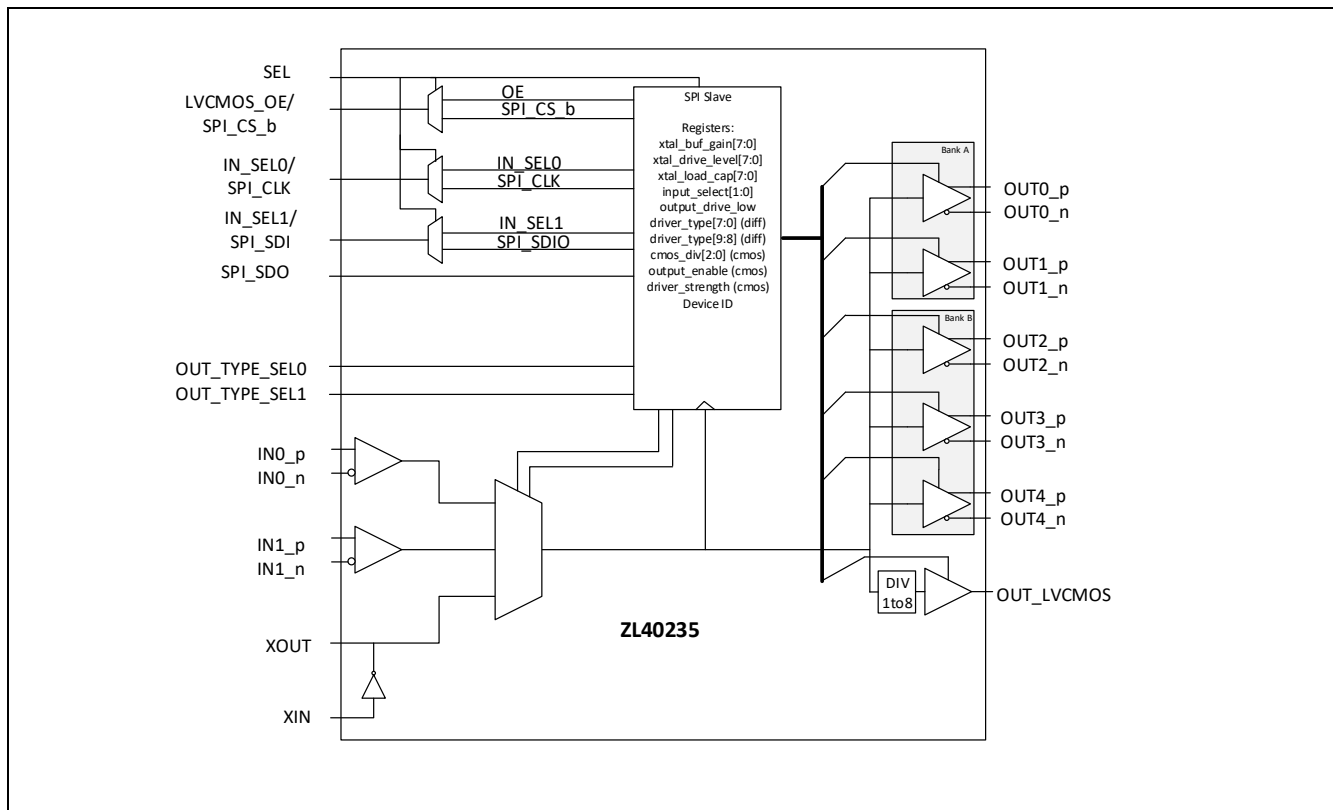 SEL
LVCMOS_OE/
SPI_CS_b
IN_SEL0/
SPI_CLK
IN_SEL1/
SPI_SDI
SPI_SDO
OUT_TYPE_SEL0
OUT_TYPE_SEL1
IN0_p
IN0_n
IN1_p
IN1_n
XOUT
XIN
OE
SPI_CS_b
IN_SEL0
SPI_CLK
IN_SEL1
SPI_SDIO
SPI Slave
Registers:
xtal_buf_gain[7:0]
xtal_drive_level[7:0]
xtal_load_cap[7:0]
input_select[1:0]
output_drive_low
driver_type[7:0] (diff)
driver_type[9:8] (diff)
cmos_div[2:0] (cmos)
output_enable (cmos)
driver_strength (cmos)
Device ID
Bank A
OUT0_p
OUT0_n
OUT1_p
OUT1_n
Bank B
OUT2_p
OUT2_n
OUT3_p
OUT3_n
OUT4_p
OUT4_n
DIV
1to8
OUT_LVCMOS
ZL40235